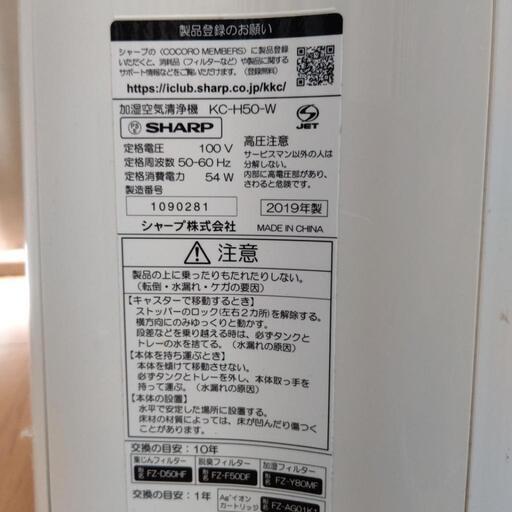 製品登録のお願い
シャープの〈COCORO MEMBERS〉に製品登録
いただくと、消耗品（フィルターなど）や製品に関する
サポート情報などをご覧いただけます。（登録無料）
https://iclub.sharp.co.jp/kkc/
加湿空気清浄機 KC-H50-W
SHARP
JET
定格電圧 100 V
定格周波数 50-60 Hz
定格消費電力 54 W
製造番号
1090281
シャープ株式会社
高圧注意
サービスマン以外の人は
分解しないでください。
内部に高電圧部があり、
さわると危険です。
2019年製
MADE IN CHINA
注意
製品の上に乗ったりもたれたりしない。
（転倒・水漏れ・ケガの要因）
【キャスターで移動するとき】
ストッパーのロック(左右2カ所)を解除する。
横方向にのみゆっくりと動かす。
段差などを乗り越える時は、必ずタンクと
トレーの水を捨てる。（水漏れの原因）
【本体を持ち運ぶとき】
本体を傾けて移動させない。
必ずタンクとトレーを外し、本体取っ手を
持って運ぶ。（水漏れの原因）
【本体の設置】
水平で安定した場所に設置する。
床材の材質によっては、床が凹んだり傷つく
ことがあります。
交換の目安：10年
集じんフィルター 脱臭フィルター 加湿フィルター
形名 FZ-D50HF 形名 FZ-F50DF 形名 FZ-Y80MF
交換の目安：1年
Ag⁺イオン
カートリッジ
形名 FZ-AG01K1